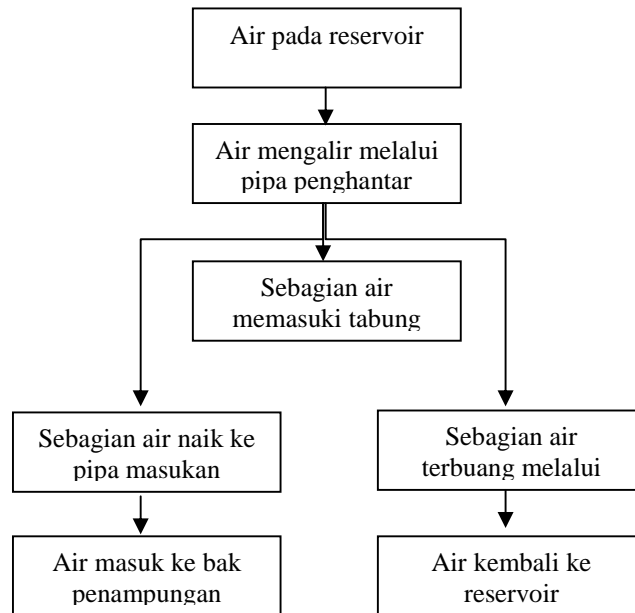 Air pada reservoir
Air mengalir melalui
pipa penghantar
Sebagian air
memasuki tabung
Sebagian air naik ke
pipa masukan
Sebagian air
terbuang melalui
Air masuk ke bak
penampungan
Air kembali ke
reservoir